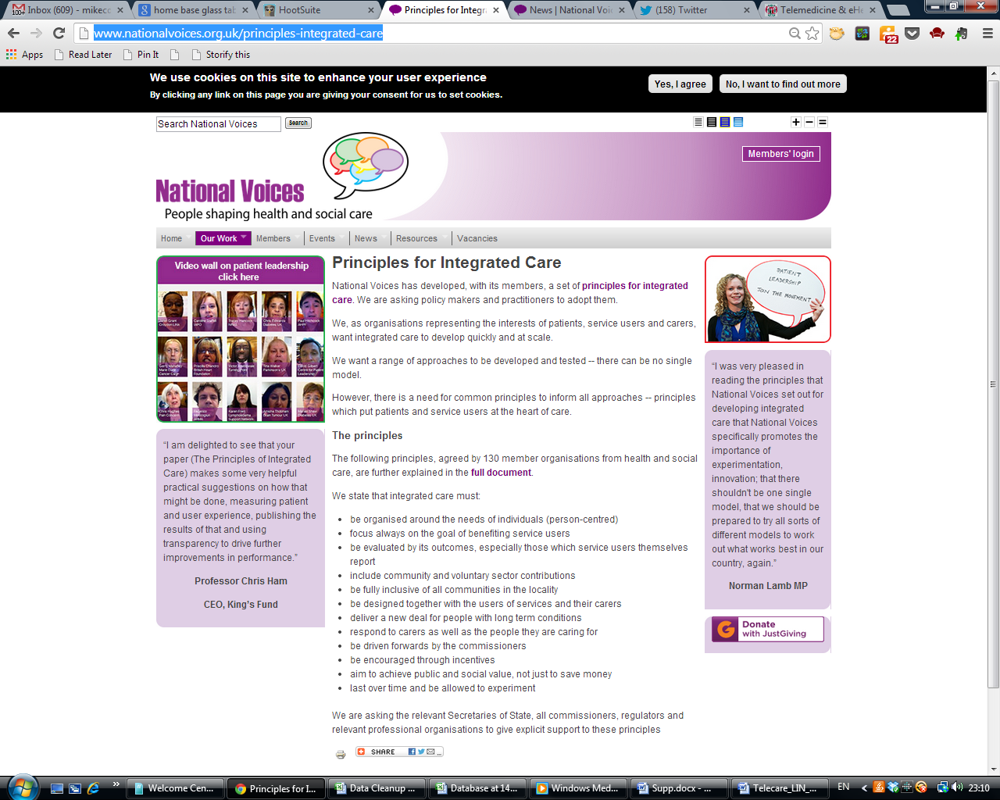 Inbox (609) - mikeco
home base glass tab
HootSuite
Principles for Integr
News | National Voic
(158) Twitter
Telemedicine & eHe
www.nationalvoices.org.uk/principles-integrated-care
22
Apps
Read Later
Pin It
Storify this
We use cookies on this site to enhance your user experience
By clicking any link on this page you are giving your consent for us to set cookies.
Yes, I agree
No, I want to find out more
Search National Voices
Search
Members' login
National Voices
People shaping health and social care
Home
Our Work
Members
Events
News
Resources
Vacancies
Video wall on patient leadership
click here
“I am delighted to see that your
paper (The Principles of Integrated
Care) makes some very helpful
practical suggestions on how that
might be done, measuring patient
and user experience, publishing the
results of that and using
transparency to drive further
improvements in performance.”
Professor Chris Ham
CEO, King's Fund
Principles for Integrated Care
National Voices has developed, with its members, a set of principles for integrated
care. We are asking policy makers and practitioners to adopt them.
We, as organisations representing the interests of patients, service users and carers,
want integrated care to develop quickly and at scale.
We want a range of approaches to be developed and tested -- there can be no single
model.
However, there is a need for common principles to inform all approaches -- principles
which put patients and service users at the heart of care.
The principles
The following principles, agreed by 130 member organisations from health and social
care, are further explained in the full document.
We state that integrated care must:
• be organised around the needs of individuals (person-centred)
• focus always on the goal of benefiting service users
• be evaluated by its outcomes, especially those which service users themselves
report
• include community and voluntary sector contributions
• be fully inclusive of all communities in the locality
• be designed together with the users of services and their carers
• deliver a new deal for people with long term conditions
• respond to carers as well as the people they are caring for
• be driven forwards by the commissioners
• be encouraged through incentives
• aim to achieve public and social value, not just to save money
• last over time and be allowed to experiment
We are asking the relevant Secretaries of State, all commissioners, regulators and
relevant professional organisations to give explicit support to these principles
SHARE
PATIENT
LEADERSHIP
JOIN THE MOVEMENT
“I was very pleased in
reading the principles that
National Voices set out for
developing integrated
care that National Voices
specifically promotes the
importance of
experimentation,
innovation; that there
shouldn't be one single
model, that we should be
prepared to try all sorts of
different models to work
out what works best in our
country, again.”
Norman Lamb MP
Donate
with JustGiving
Welcome Cen...
Principles for I...
Data Cleanup ...
Database at 14...
Windows Med...
Supp.docx - ...
Telecare_LIN_...
EN
23:10